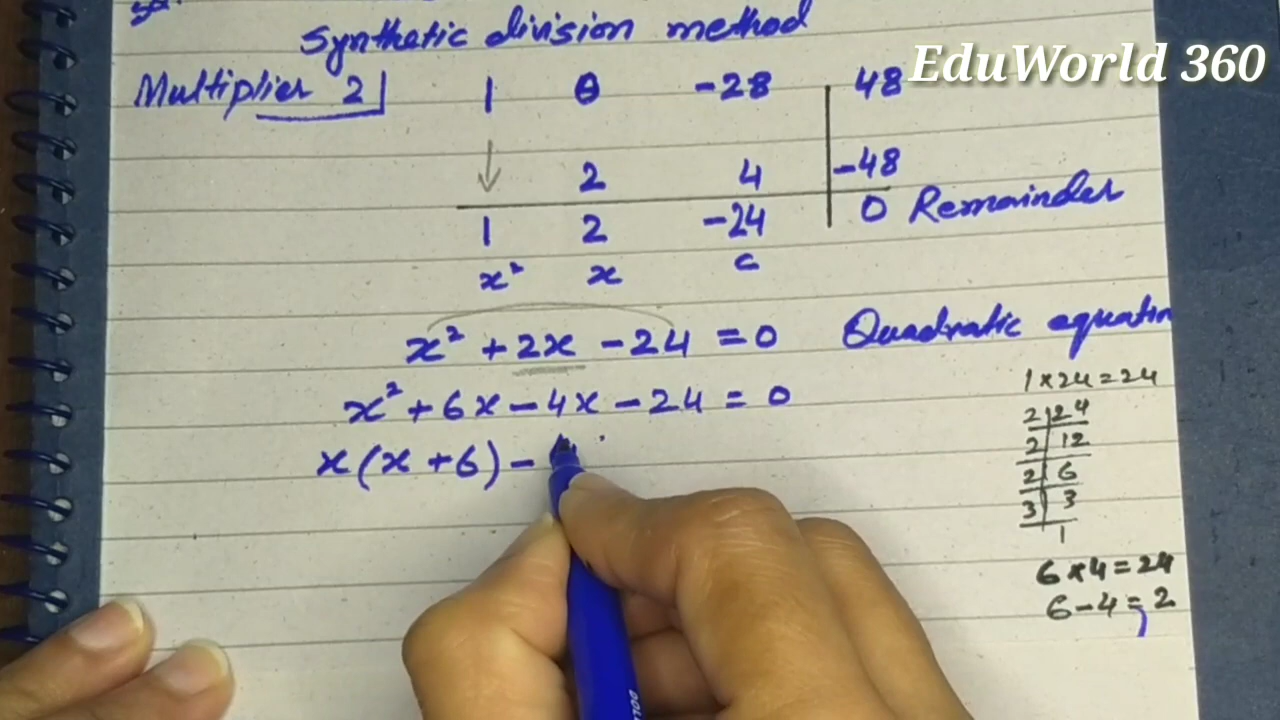 Synthetic division method
EduWorld 360
Multiplier 2 1 0 -28 48
2 4 -48
1 2 -24 0 Remainder
x² x c
x² + 2x - 24 = 0 Quadratic equatin
x² + 6x - 4x - 24 = 0
x(x + 6) -
1 x 24 = 24
2 24
2 12
2 6
3 3
1
6 x 4 = 24
6 - 4 = 2